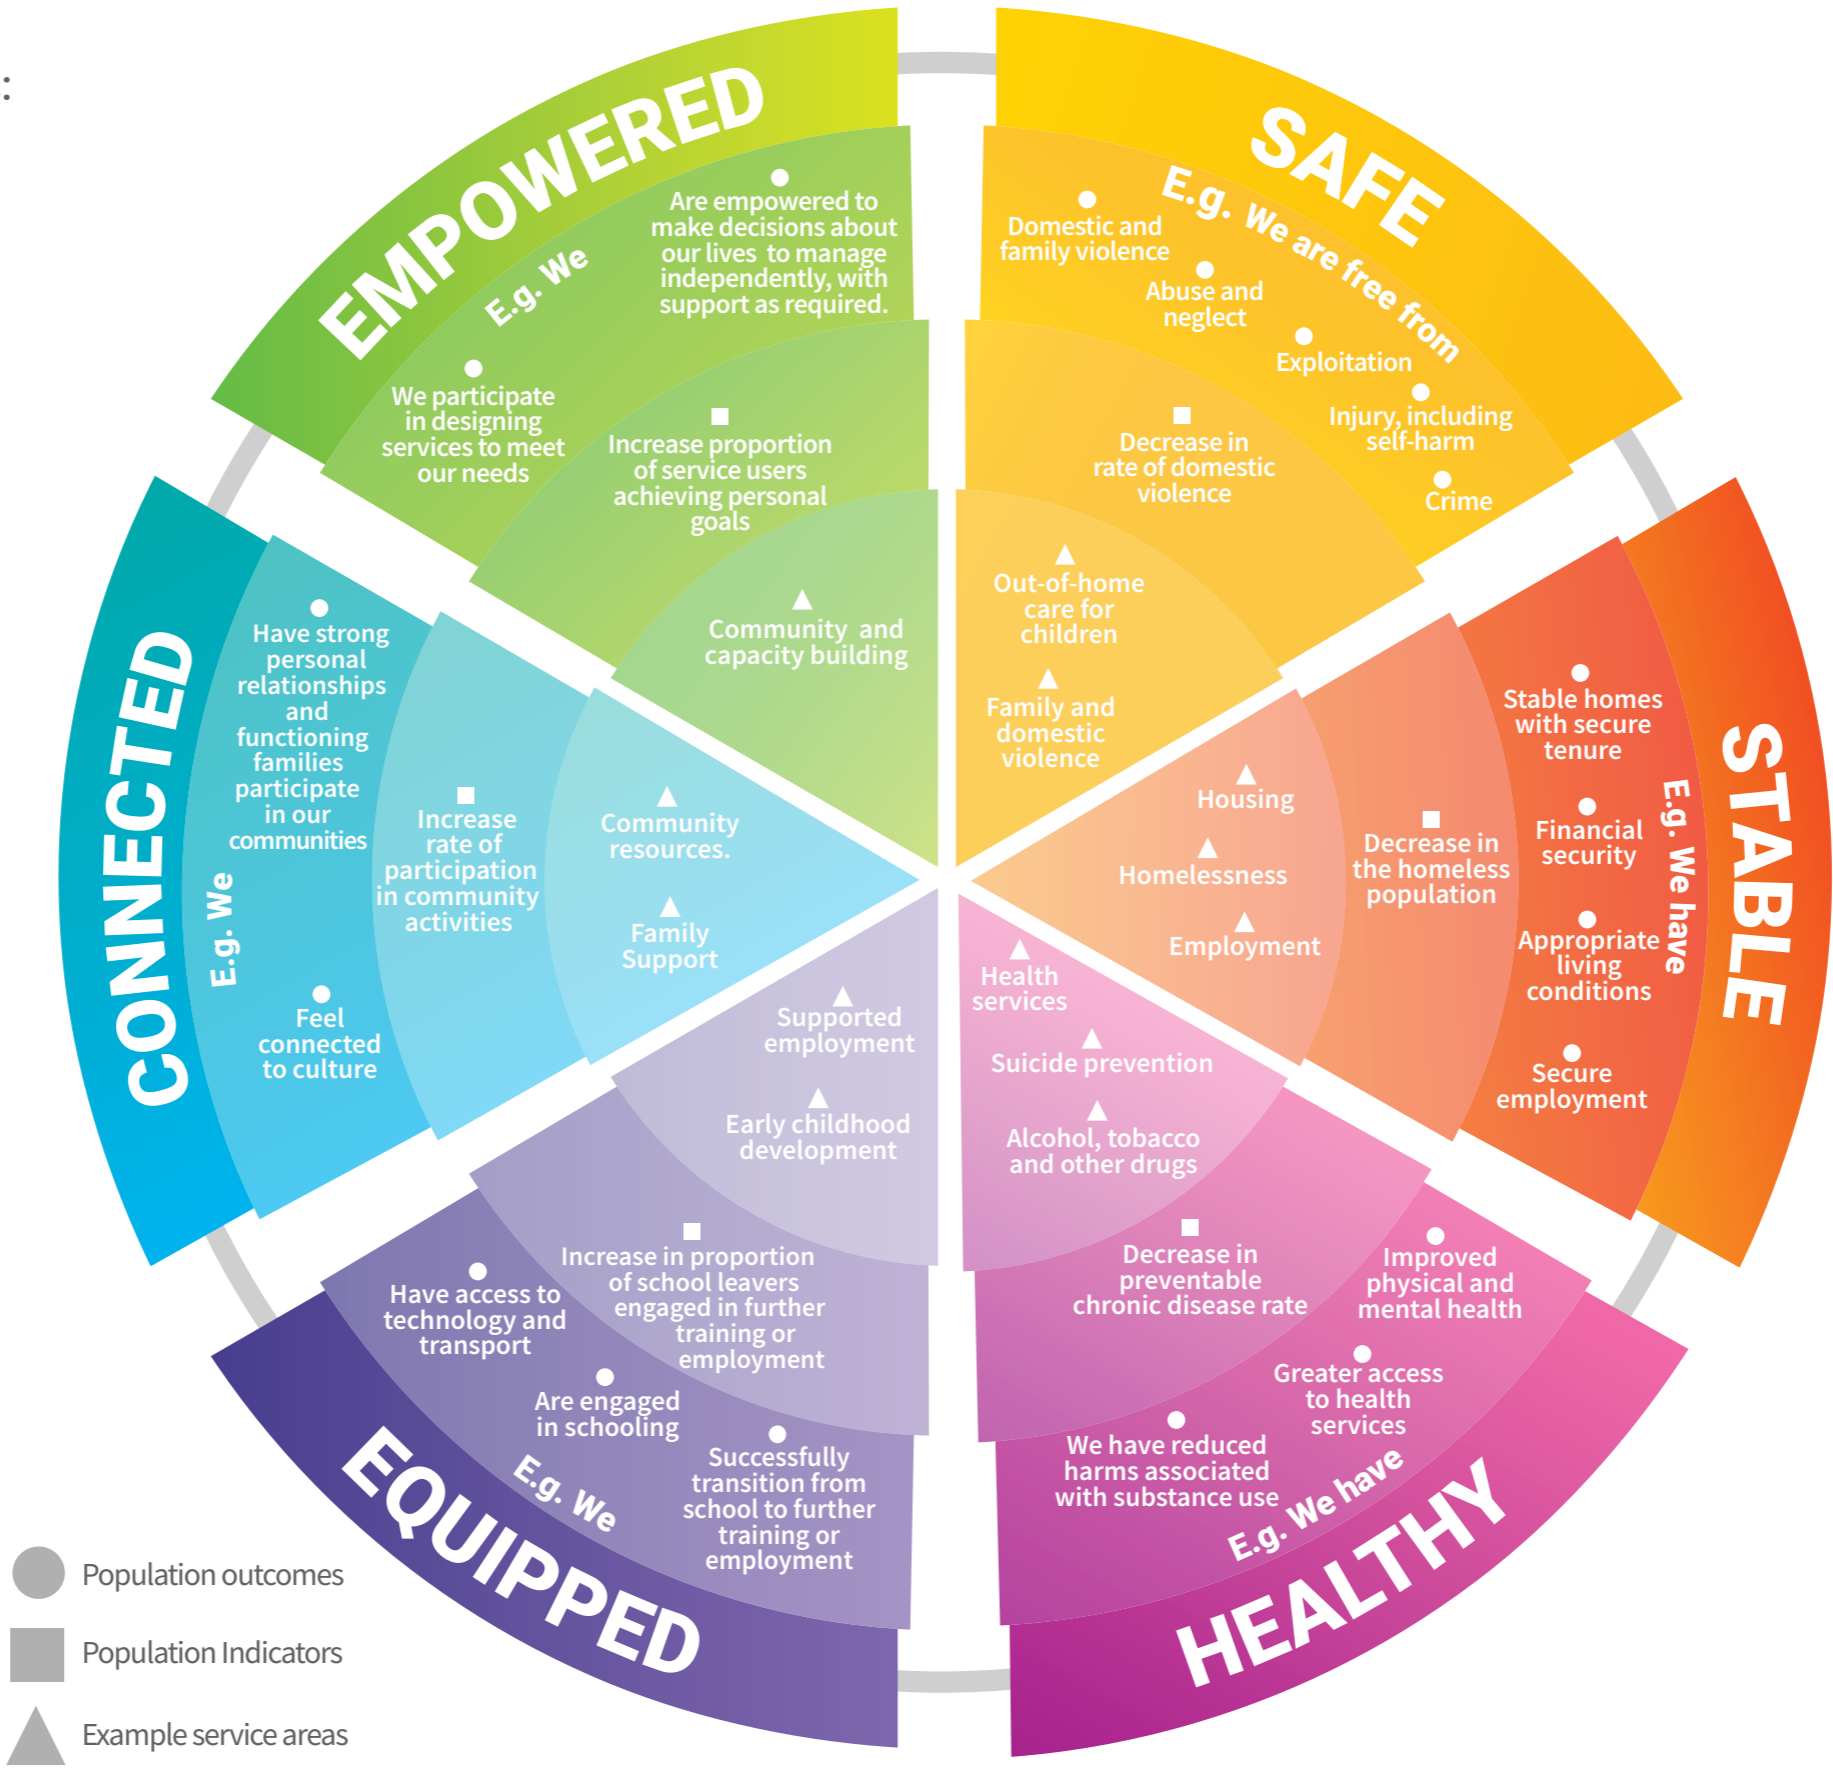 :
EMPOWERED
E.g. We
Are empowered to
make decisions about
our lives to manage
independently, with
support as required.
We participate
in designing
services to meet
our needs
Increase proportion
of service users
achieving personal
goals
Community and
capacity building
SAFE
E.g. We are free from
Domestic and
family violence
Abuse and
neglect
Exploitation
Injury, including
self-harm
Crime
Decrease in
rate of domestic
violence
Out-of-home
care for
children
Family and
domestic
violence
STABLE
E.g. We have
Stable homes
with secure
tenure
Financial
security
Appropriate
living
conditions
Secure
employment
Decrease in
the homeless
population
Housing
Homelessness
Employment
HEALTHY
E.g. We have
Improved
physical and
mental health
Greater access
to health
services
We have reduced
harms associated
with substance use
Decrease in
preventable
chronic disease rate
Health
services
Suicide prevention
Alcohol, tobacco
and other drugs
EQUIPPED
E.g. We
Have access to
technology and
transport
Are engaged
in schooling
Successfully
transition from
school to further
training or
employment
Increase in proportion
of school leavers
engaged in further
training or
employment
Supported
employment
Early childhood
development
CONNECTED
E.g. We
Have strong
personal
relationships
and
functioning
families
participate
in our
communities
Feel
connected
to culture
Increase
rate of
participation
in community
activities
Community
resources.
Family
Support
Population outcomes
Population Indicators
Example service areas